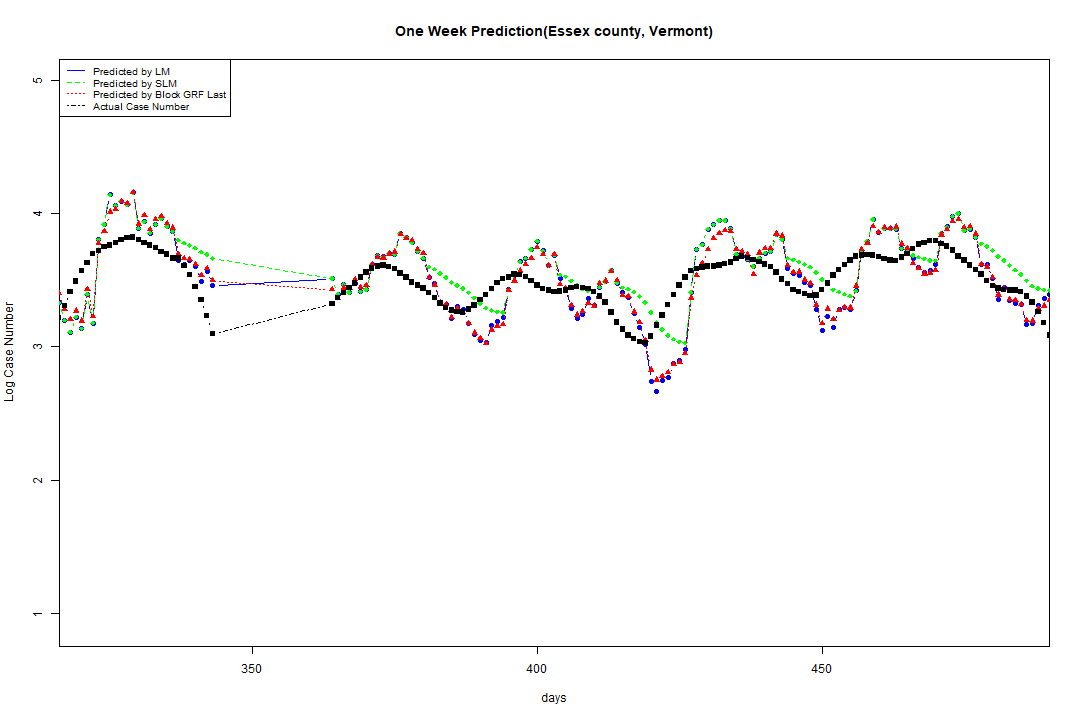 One Week Prediction(Essex county, Vermont)
Predicted by LM
Predicted by SLM
Predicted by Block GRF Last
Actual Case Number
Log Case Number
5
4
3
2
1
350
400
450
days